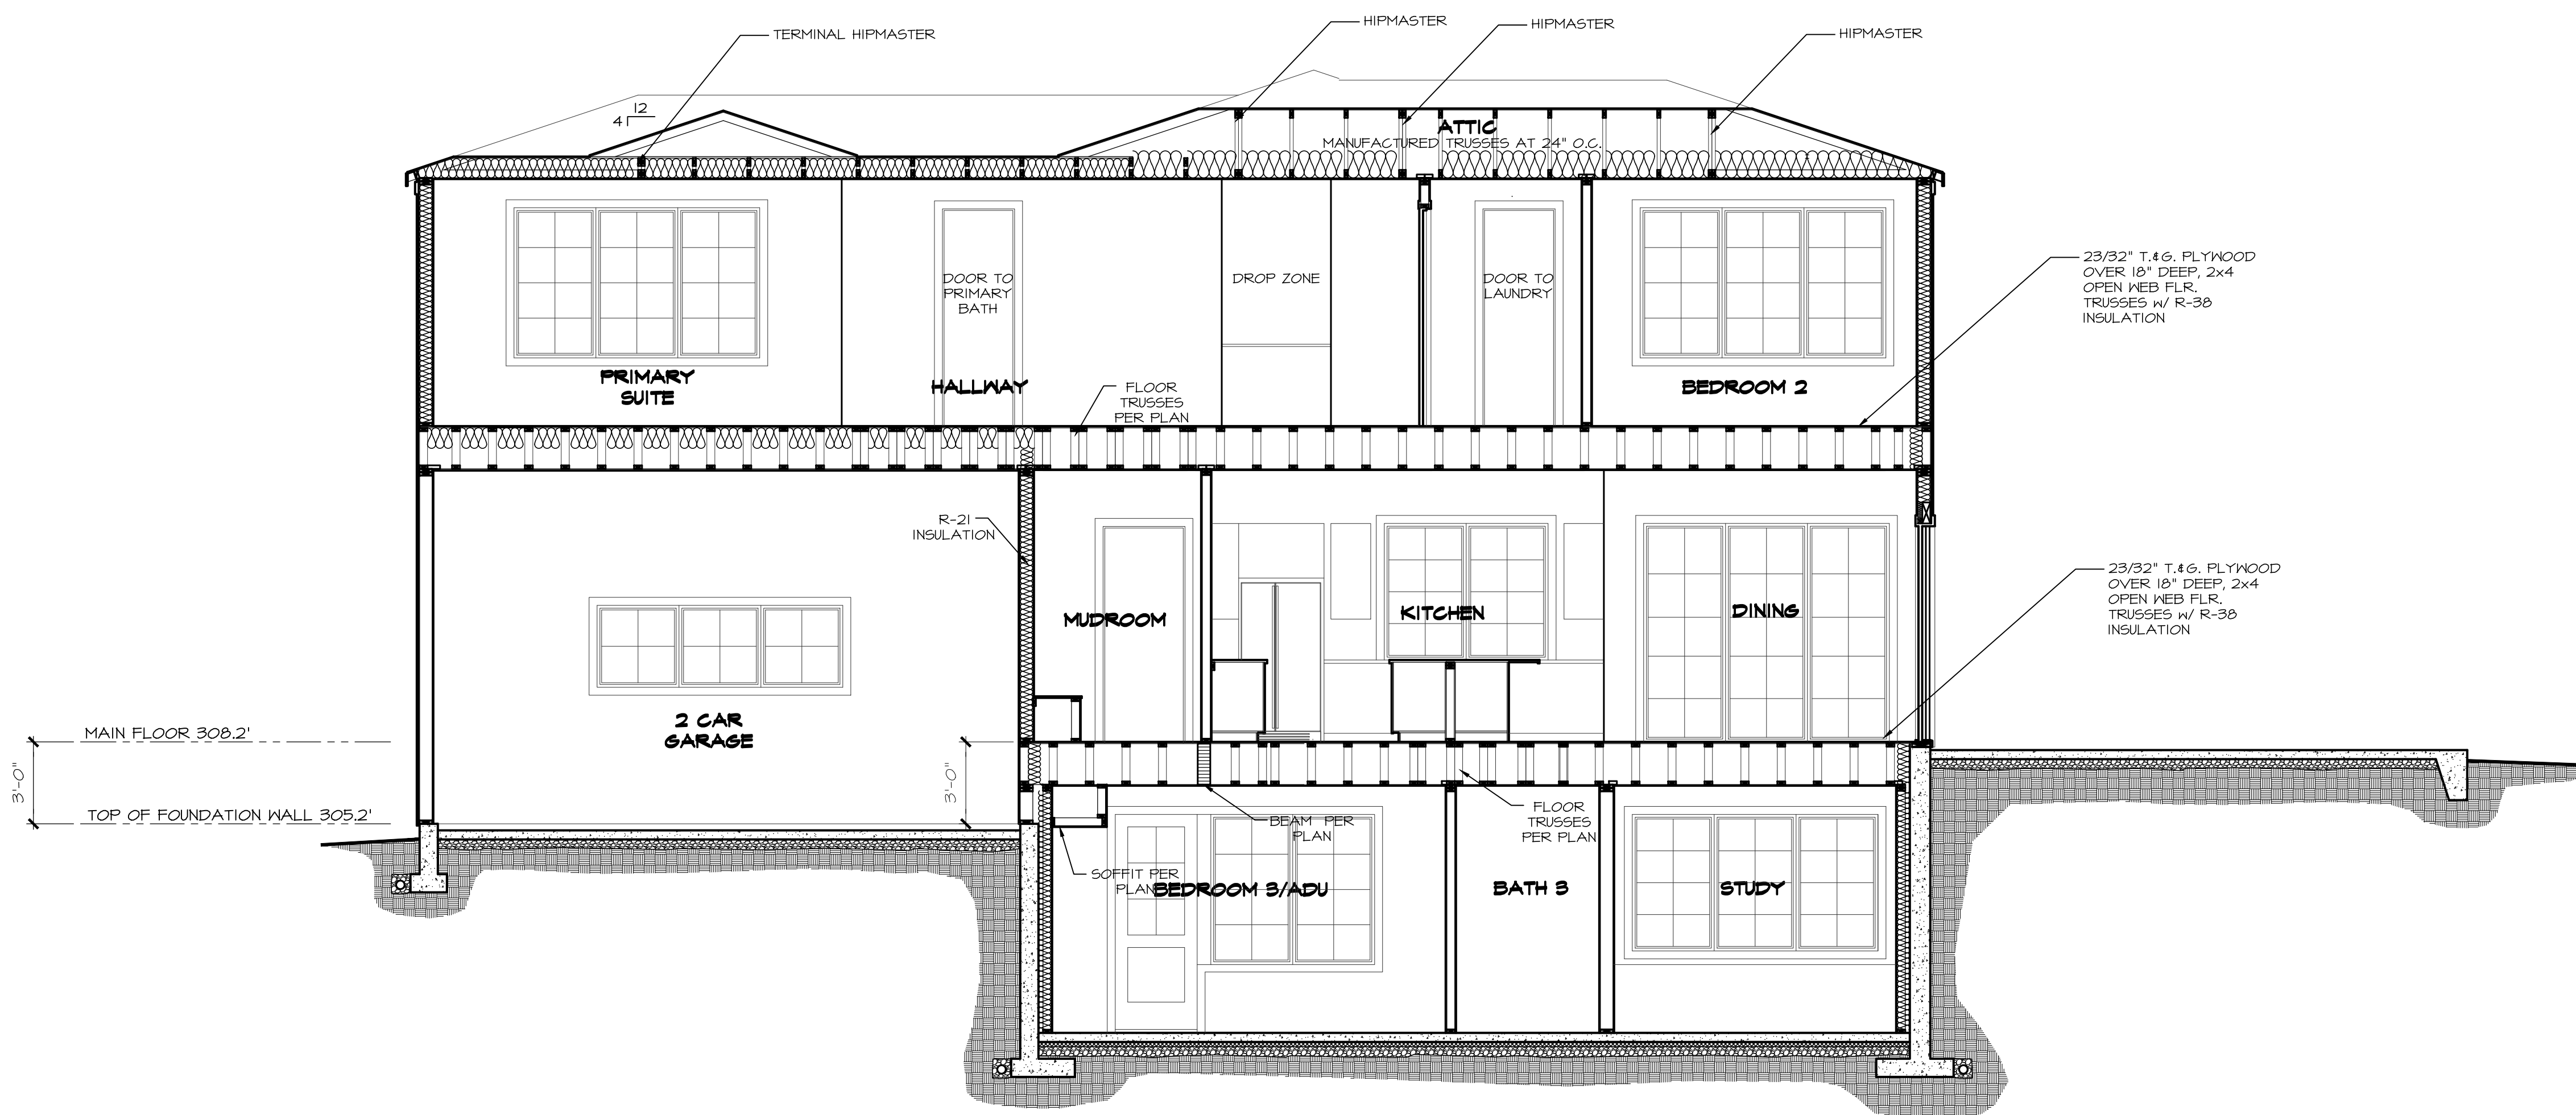 TERMINAL HIPMASTER
HIPMASTER
HIPMASTER
HIPMASTER
12
4
ATTIC
MANUFACTURED TRUSSES AT 24" O.C.
DOOR TO
PRIMARY
BATH
DROP ZONE
DOOR TO
LAUNDRY
23/32" T.&G. PLYWOOD
OVER 18" DEEP, 2x4
OPEN WEB FLR.
TRUSSES w/ R-38
INSULATION
PRIMARY
SUITE
HALLWAY
FLOOR
TRUSSES
PER PLAN
BEDROOM 2
R-21
INSULATION
MUDROOM
KITCHEN
DINING
23/32" T.&G. PLYWOOD
OVER 18" DEEP, 2x4
OPEN WEB FLR.
TRUSSES w/ R-38
INSULATION
2 CAR
GARAGE
MAIN FLOOR 308.2'
3'-0"
TOP OF FOUNDATION WALL 305.2'
3'-0"
BEAM PER
PLAN
FLOOR
TRUSSES
PER PLAN
SOFFIT PER
PLAN
BEDROOM 3/ADU
BATH 3
STUDY